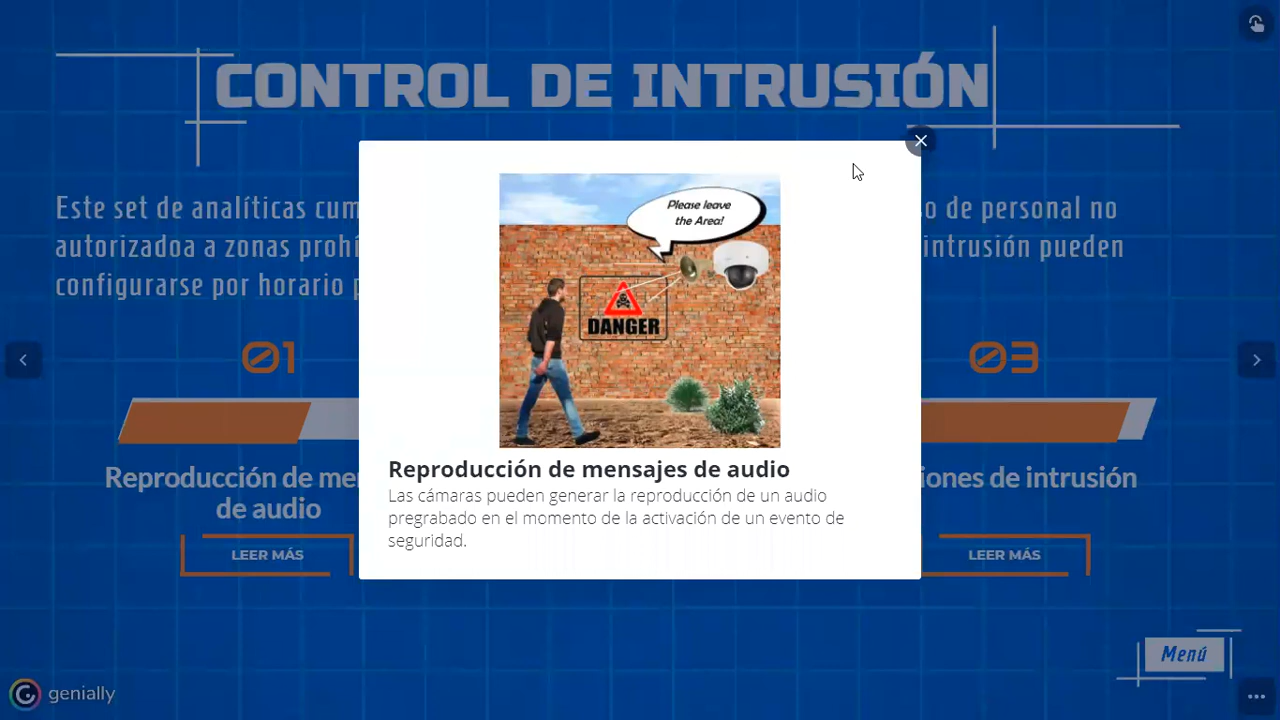 CONTROL DE INTRUSIÓN
Este set de analíticas cum
o de personal no
autorizadoa a zonas prohí
intrusión pueden
configurarse por horario p
Please leave
the Area!
DANGER
01
03
Reproducción de me
de audio
iones de intrusión
LEER MÁS
LEER MÁS
Reproducción de mensajes de audio
Las cámaras pueden generar la reproducción de un audio
pregrabado en el momento de la activación de un evento de
seguridad.
Menú
genially